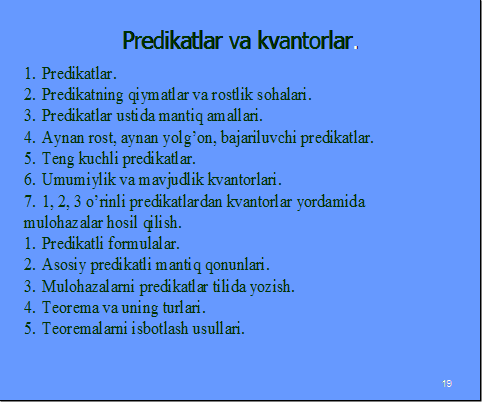 Predikatlar va kvantorlar.
1. Predikatlar.
2. Predikatning qiymatlar va rostlik sohalari.
3. Predikatlar ustida mantiq amallari.
4. Aynan rost, aynan yolg’on, bajariluvchi predikatlar.
5. Teng kuchli predikatlar.
6. Umumiylik va mavjudlik kvantorlari.
7. 1, 2, 3 o’rinli predikatlardan kvantorlar yordamida
mulohazalar hosil qilish.
1. Predikatli formulalar.
2. Asosiy predikatli mantiq qonunlari.
3. Mulohazalarni predikatlar tilida yozish.
4. Teorema va uning turlari.
5. Teoremalarni isbotlash usullari.
19